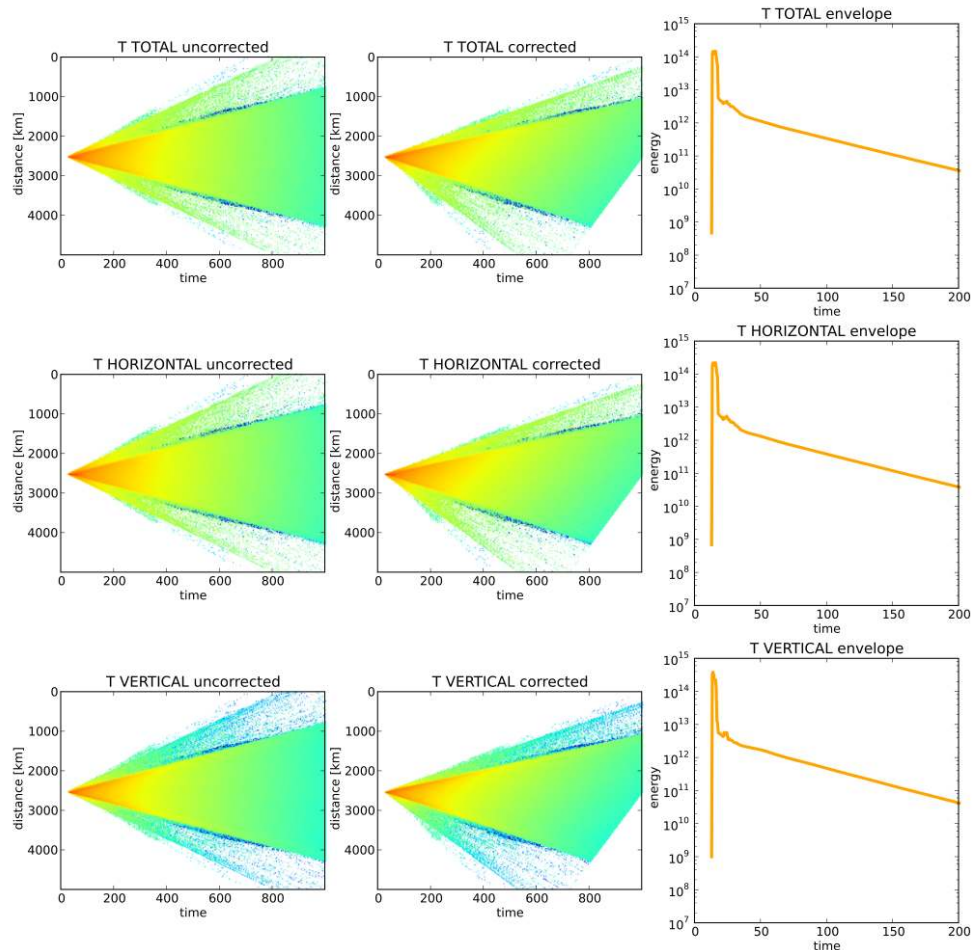 T TOTAL uncorrected
0
1000
2000
3000
4000
distance [km]
0 200 400 600 800
time
T TOTAL corrected
0
1000
2000
3000
4000
distance [km]
0 200 400 600 800
time
T TOTAL envelope
10^15
10^14
10^13
10^12
10^11
10^10
10^9
10^8
10^7
energy
0 50 100 150 200
time
T HORIZONTAL uncorrected
0
1000
2000
3000
4000
distance [km]
0 200 400 600 800
time
T HORIZONTAL corrected
0
1000
2000
3000
4000
distance [km]
0 200 400 600 800
time
T HORIZONTAL envelope
10^15
10^14
10^13
10^12
10^11
10^10
10^9
10^8
10^7
energy
0 50 100 150 200
time
T VERTICAL uncorrected
0
1000
2000
3000
4000
distance [km]
0 200 400 600 800
time
T VERTICAL corrected
0
1000
2000
3000
4000
distance [km]
0 200 400 600 800
time
T VERTICAL envelope
10^15
10^14
10^13
10^12
10^11
10^10
10^9
10^8
10^7
energy
0 50 100 150 200
time